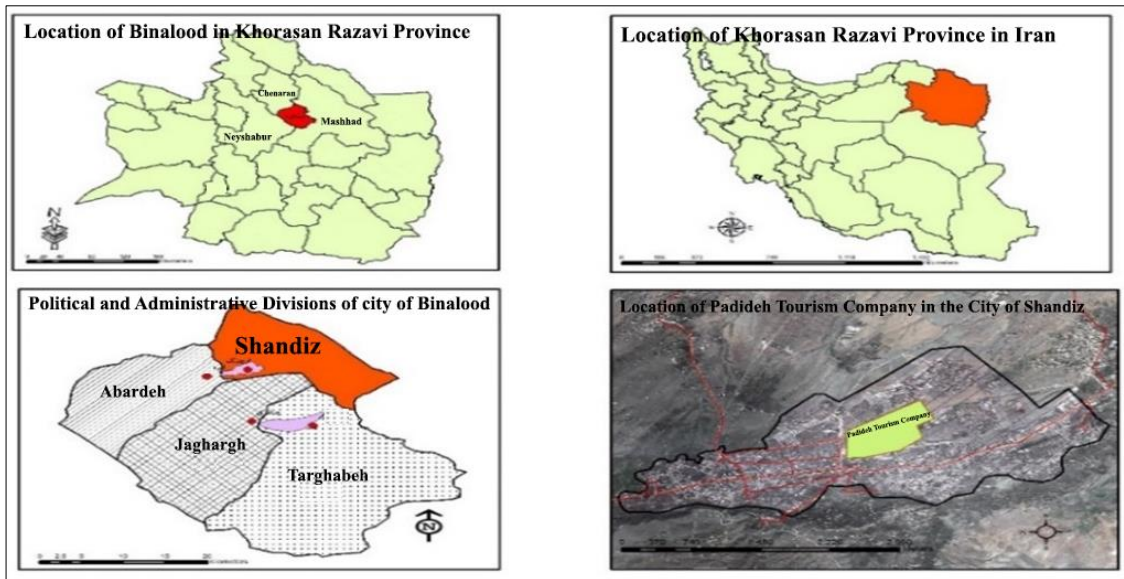 Location of Binalood in Khorasan Razavi Province
Chenaran
Mashhad
Neyshabur
N
Location of Khorasan Razavi Province in Iran
Political and Administrative Divisions of city of Binalood
Shandiz
Abardeh
Jaghargh
Targhabeh
N
Location of Padideh Tourism Company in the City of Shandiz
Padideh Tourism Company